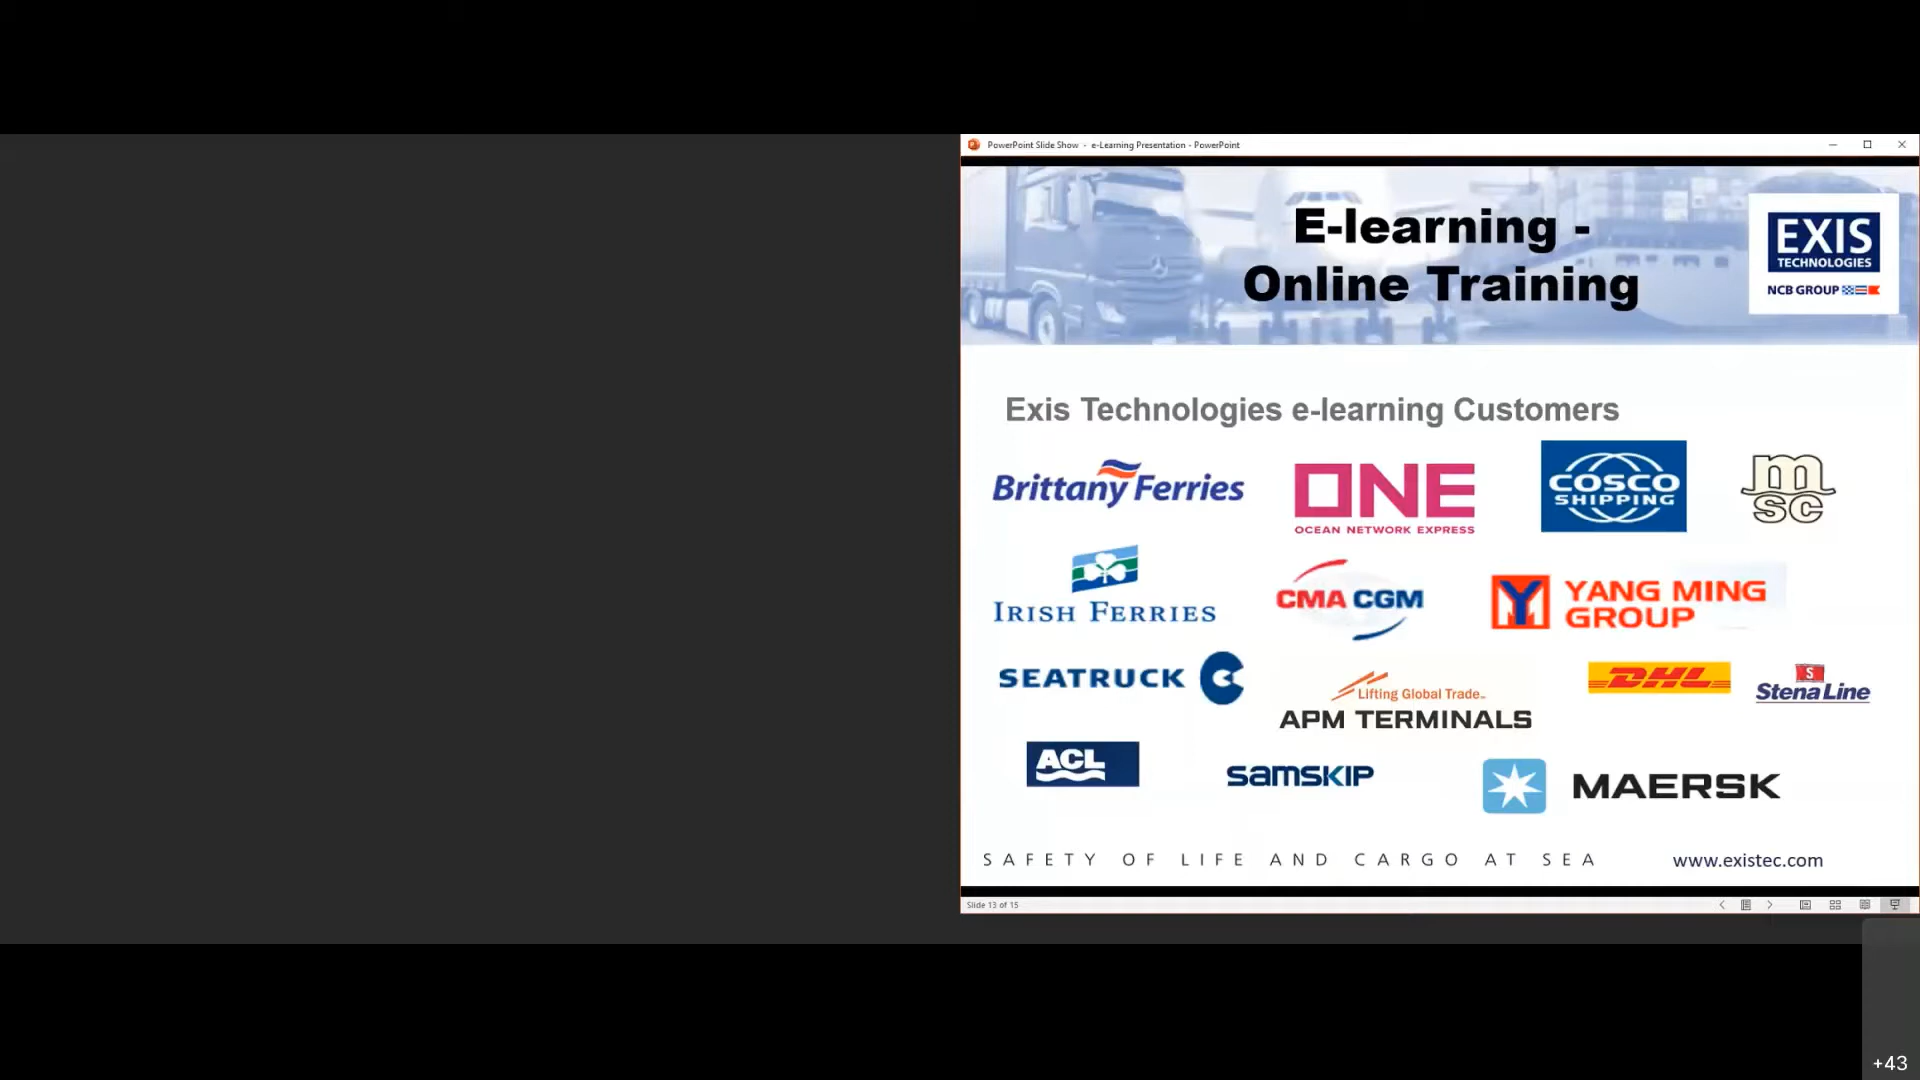 PowerPoint Slide Show - e-Learning Presentation - PowerPoint
E-learning -
Online Training
EXIS
TECHNOLOGIES
NCB GROUP
Exis Technologies e-learning Customers
Brittany Ferries
ONE
OCEAN NETWORK EXPRESS
COSCO
SHIPPING
m
sc
IRISH FERRIES
CMA CGM
YANG MING
GROUP
SEATRUCK
Lifting Global Trade.
APM TERMINALS
DHL
S
Stena Line
ACL
samskip
MAERSK
SAFETY OF LIFE AND CARGO AT SEA
www.existec.com
Slide 13 of 15
+43